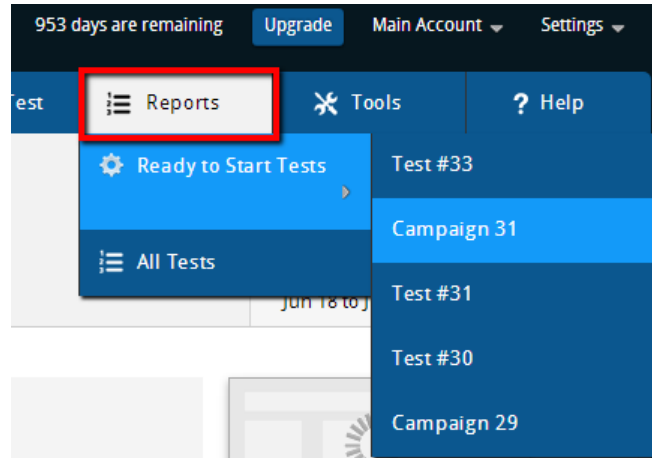 953 days are remaining Upgrade Main Account Settings
est Reports Tools ? Help
Ready to Start Tests
Test #33
Campaign 31
All Tests
Test #31
Jun 18 to J
Test #30
Campaign 29